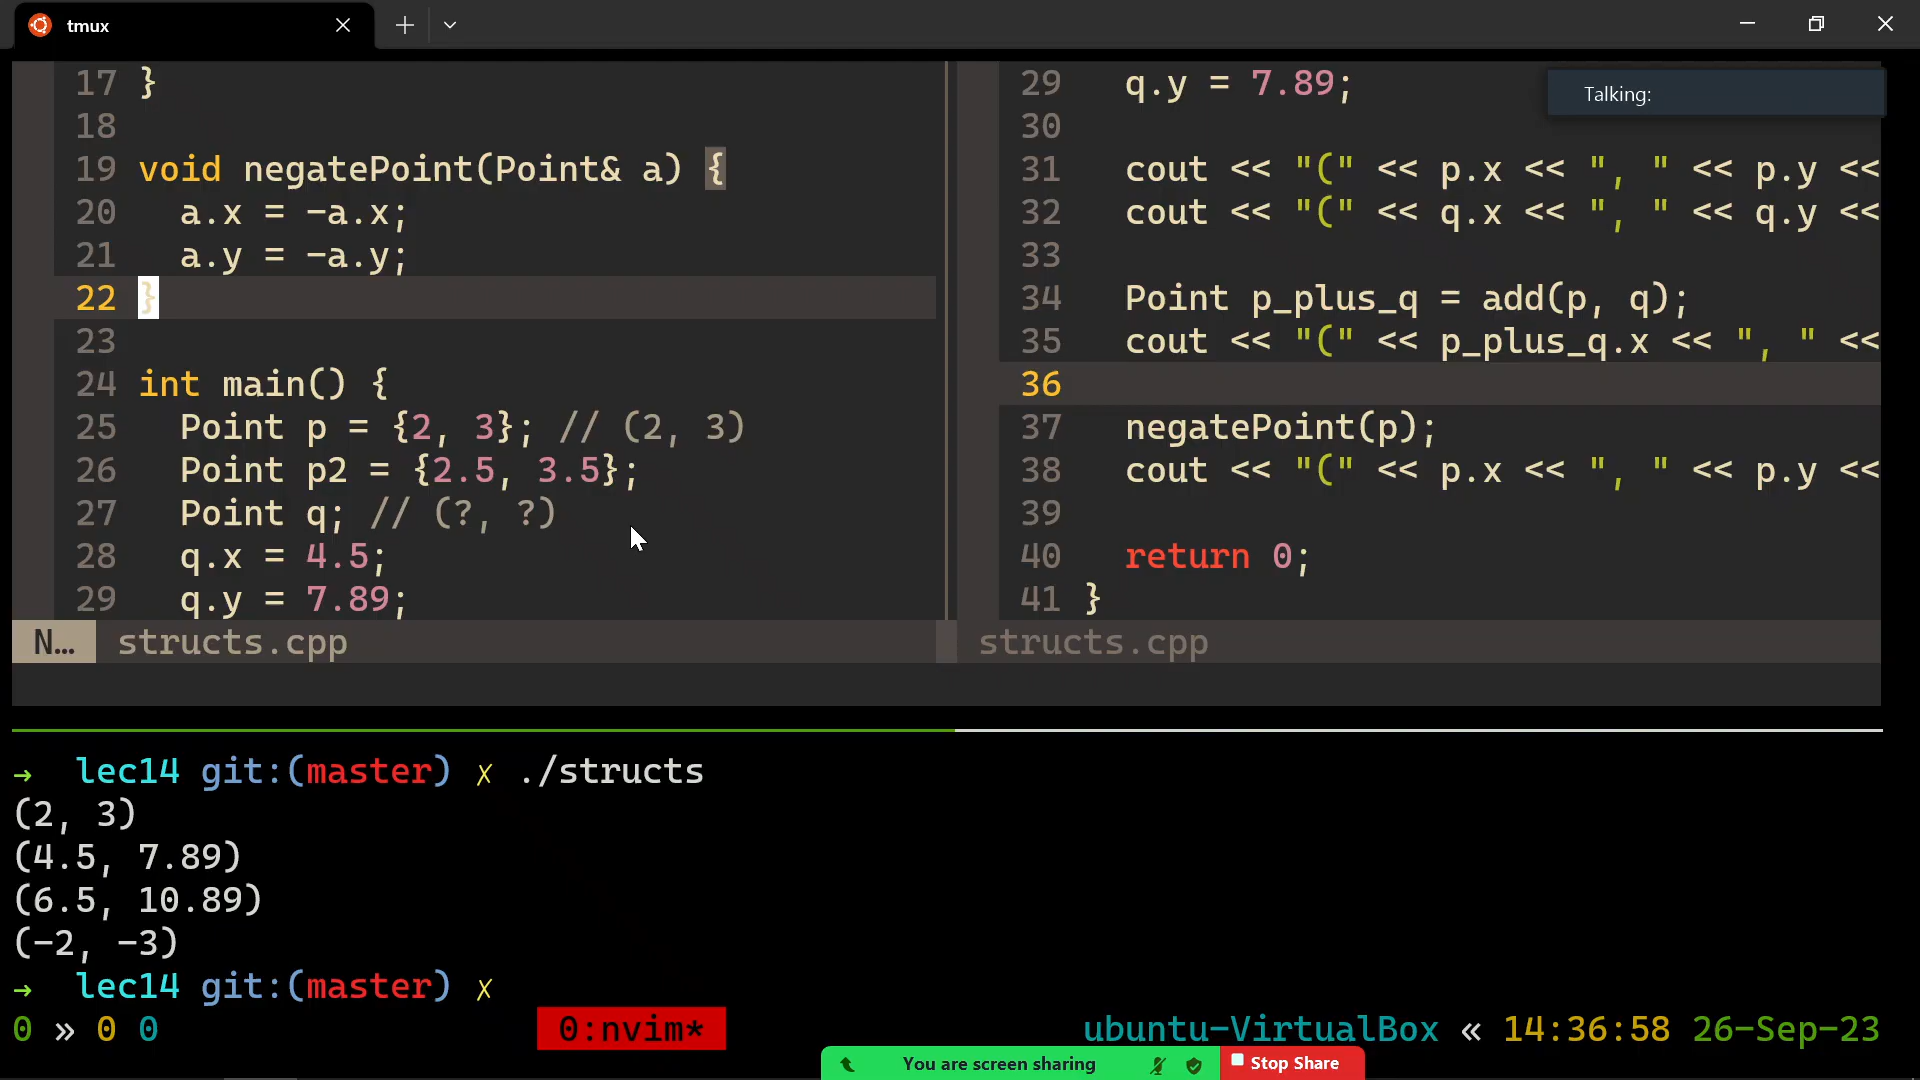 tmux
17 }
18
19 void negatePoint(Point& a) {
20 a.x = -a.x;
21 a.y = -a.y;
22 }
23
24 int main() {
25 Point p = {2, 3}; // (2, 3)
26 Point p2 = {2.5, 3.5};
27 Point q; // (?, ?)
28 q.x = 4.5;
29 q.y = 7.89;
N... structs.cpp
29 q.y = 7.89;
Talking:
30
31 cout << "(" << p.x << ", " << p.y <<
32 cout << "(" << q.x << ", " << q.y <<
33
34 Point p_plus_q = add(p, q);
35 cout << "(" << p_plus_q.x << ", " <<
36
37 negatePoint(p);
38 cout << "(" << p.x << ", " << p.y <<
39
40 return 0;
41 }
structs.cpp
→ lec14 git:(master) ✗ ./structs
(2, 3)
(4.5, 7.89)
(6.5, 10.89)
(-2, -3)
→ lec14 git:(master) ✗
0 » 0 0 0:nvim* ubuntu-VirtualBox « 14:36:58 26-Sep-23
You are screen sharing Stop Share